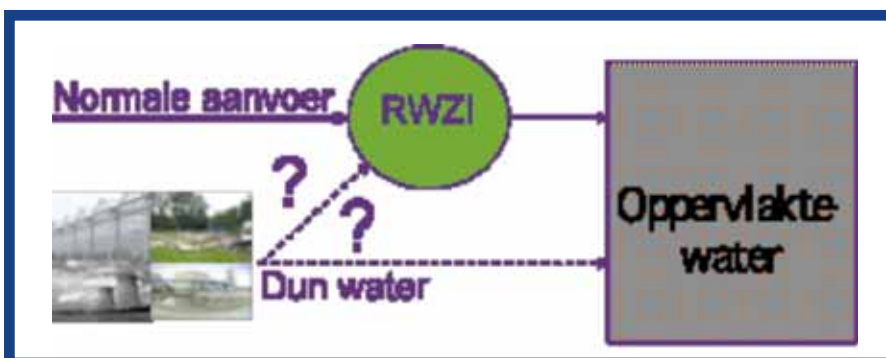 Normale aanvoer
RWZI
?
?
Dun water
Oppervlakte-
water